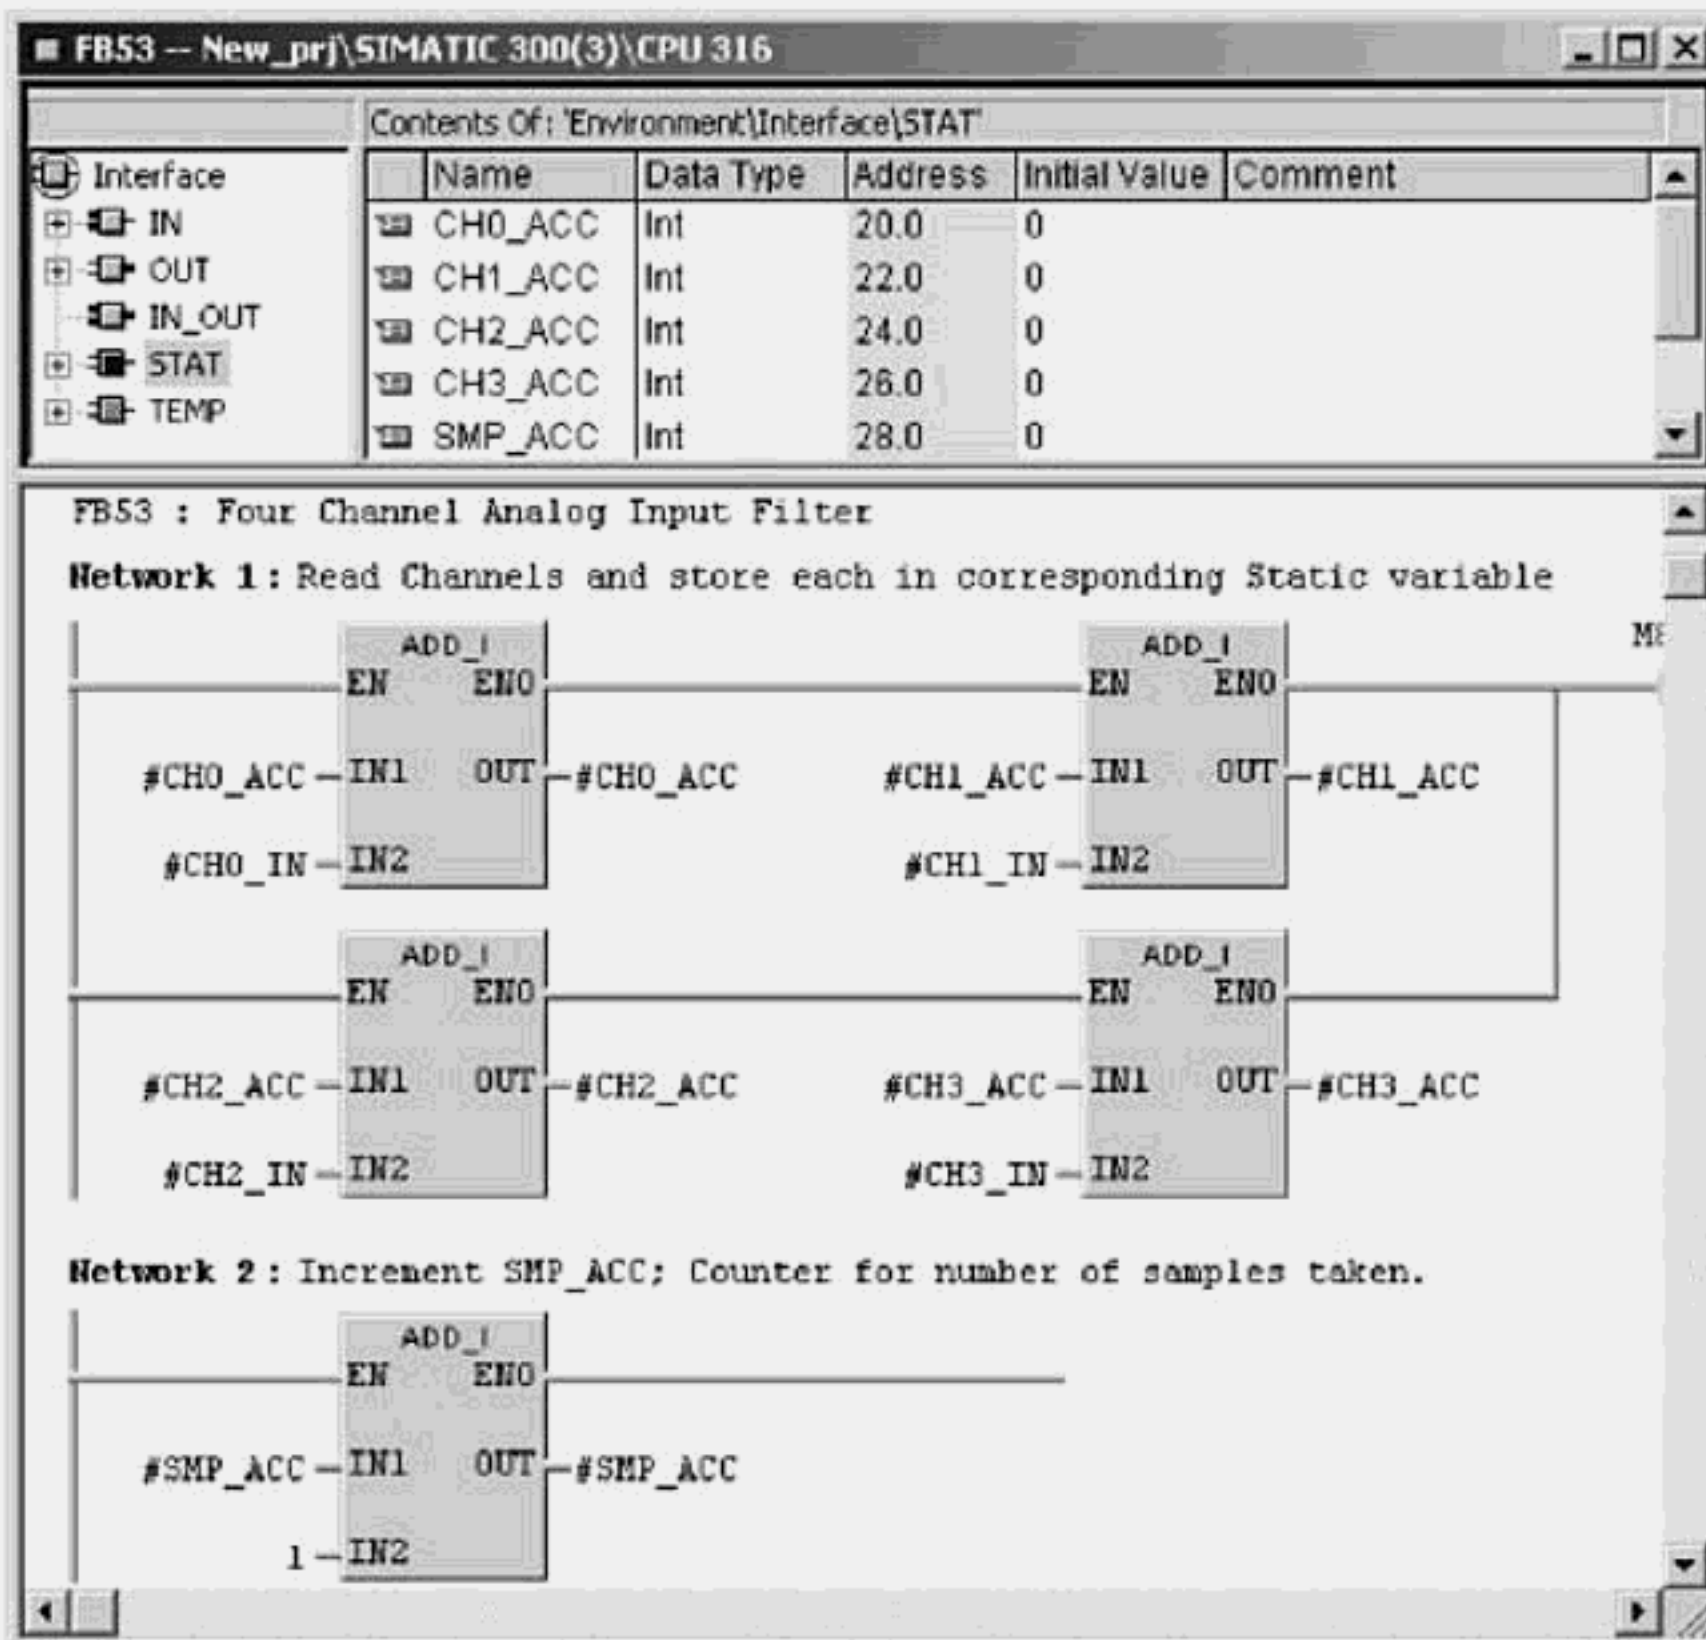 FB53 -- New_prj\SIMATIC 300(3)\CPU 316
Contents Of: 'Environment\Interface\STAT'
Interface
IN
OUT
IN_OUT
STAT
TEMP
Name Data Type Address Initial Value Comment
CH0_ACC Int 20.0 0
CH1_ACC Int 22.0 0
CH2_ACC Int 24.0 0
CH3_ACC Int 26.0 0
SMP_ACC Int 28.0 0
FB53 : Four Channel Analog Input Filter
Network 1: Read Channels and store each in corresponding Static variable
ADD_I ADD_I
EN ENO EN ENO
#CH0_ACC IN1 OUT #CH0_ACC #CH1_ACC IN1 OUT #CH1_ACC
#CH0_IN IN2 #CH1_IN IN2
ADD_I ADD_I
EN ENO EN ENO
#CH2_ACC IN1 OUT #CH2_ACC #CH3_ACC IN1 OUT #CH3_ACC
#CH2_IN IN2 #CH3_IN IN2
Network 2: Increment SMP_ACC; Counter for number of samples taken.
ADD_I
EN ENO
#SMP_ACC IN1 OUT #SMP_ACC
1 IN2